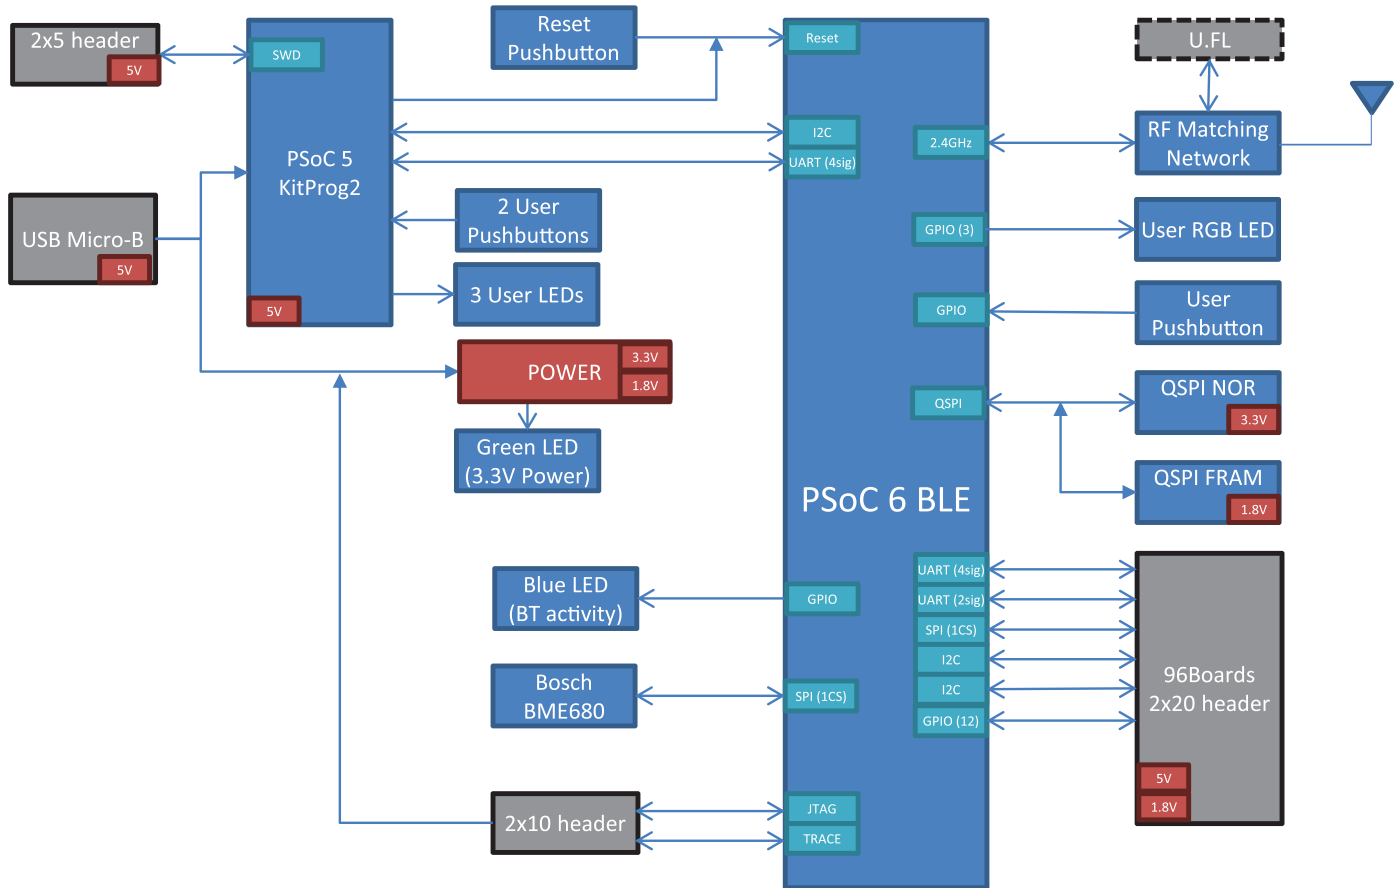 2x5 header
5V
SWD
PSoC 5
KitProg2
5V
USB Micro-B
5V
Reset
Pushbutton
2 User
Pushbuttons
3 User LEDs
POWER
3.3V
1.8V
Green LED
(3.3V Power)
Blue LED
(BT activity)
Bosch
BME680
2x10 header
Reset
I2C
UART (4sig)
GPIO
SPI (1CS)
JTAG
TRACE
PSoC 6 BLE
2.4GHz
GPIO (3)
GPIO
QSPI
UART (4sig)
UART (2sig)
SPI (1CS)
I2C
I2C
GPIO (12)
U.FL
RF Matching
Network
User RGB LED
User
Pushbutton
QSPI NOR
3.3V
QSPI FRAM
1.8V
96Boards
2x20 header
5V
1.8V